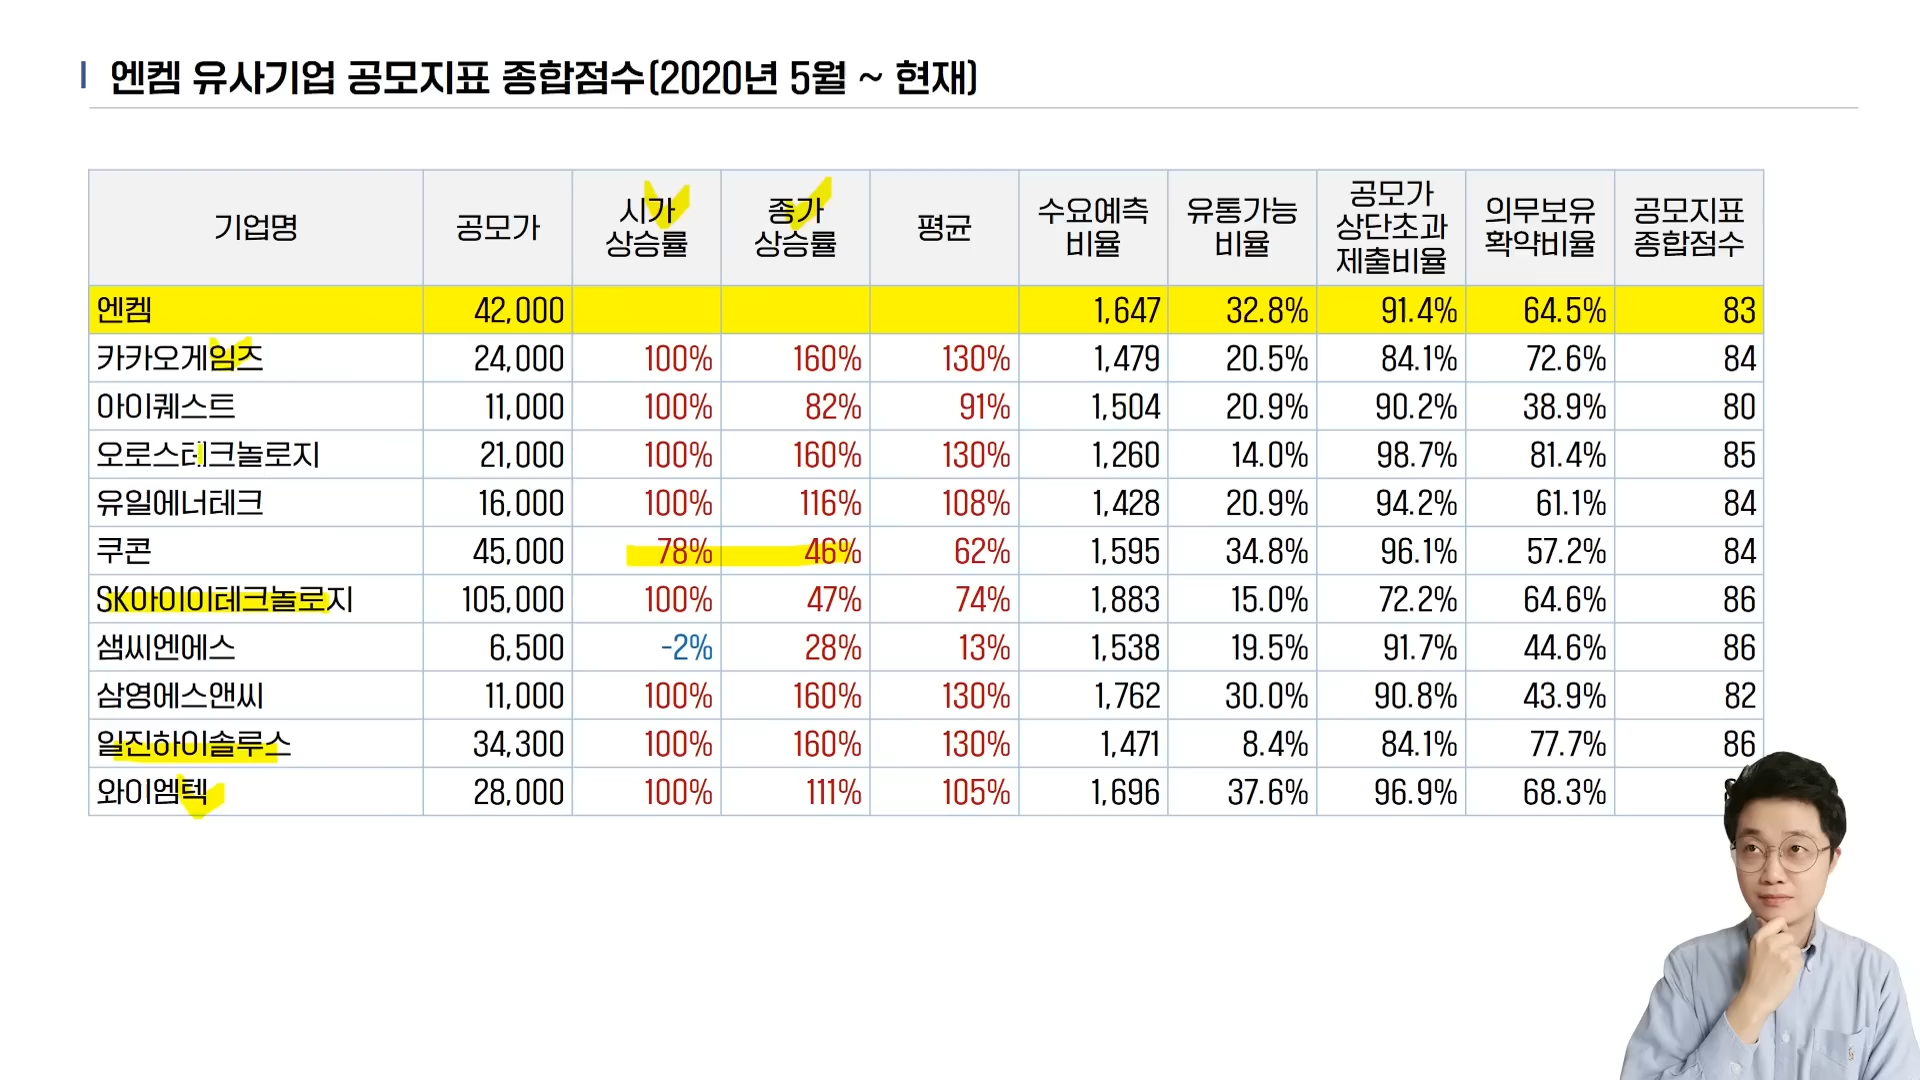 엔켐 유사기업 공모지표 종합점수(2020년 5월 ~ 현재)
기업명 공모가 시가 상승률 종가 상승률 평균 수요예측 비율 유통가능 비율 공모가 상단초과 제출비율 의무보유 확약비율 공모지표 종합점수
엔켐 42,000 1,647 32.8% 91.4% 64.5% 83
카카오게임즈 24,000 100% 160% 130% 1,479 20.5% 84.1% 72.6% 84
아이퀘스트 11,000 100% 82% 91% 1,504 20.9% 90.2% 38.9% 80
오로스테크놀로지 21,000 100% 160% 130% 1,260 14.0% 98.7% 81.4% 85
유일에너테크 16,000 100% 116% 108% 1,428 20.9% 94.2% 61.1% 84
쿠콘 45,000 78% 46% 62% 1,595 34.8% 96.1% 57.2% 84
SK아이이테크놀로지 105,000 100% 47% 74% 1,883 15.0% 72.2% 64.6% 86
샘씨엔에스 6,500 -2% 28% 13% 1,538 19.5% 91.7% 44.6% 86
삼영에스앤씨 11,000 100% 160% 130% 1,762 30.0% 90.8% 43.9% 82
일진하이솔루스 34,300 100% 160% 130% 1,471 8.4% 84.1% 77.7% 86
와이엠텍 28,000 100% 111% 105% 1,696 37.6% 96.9% 68.3%